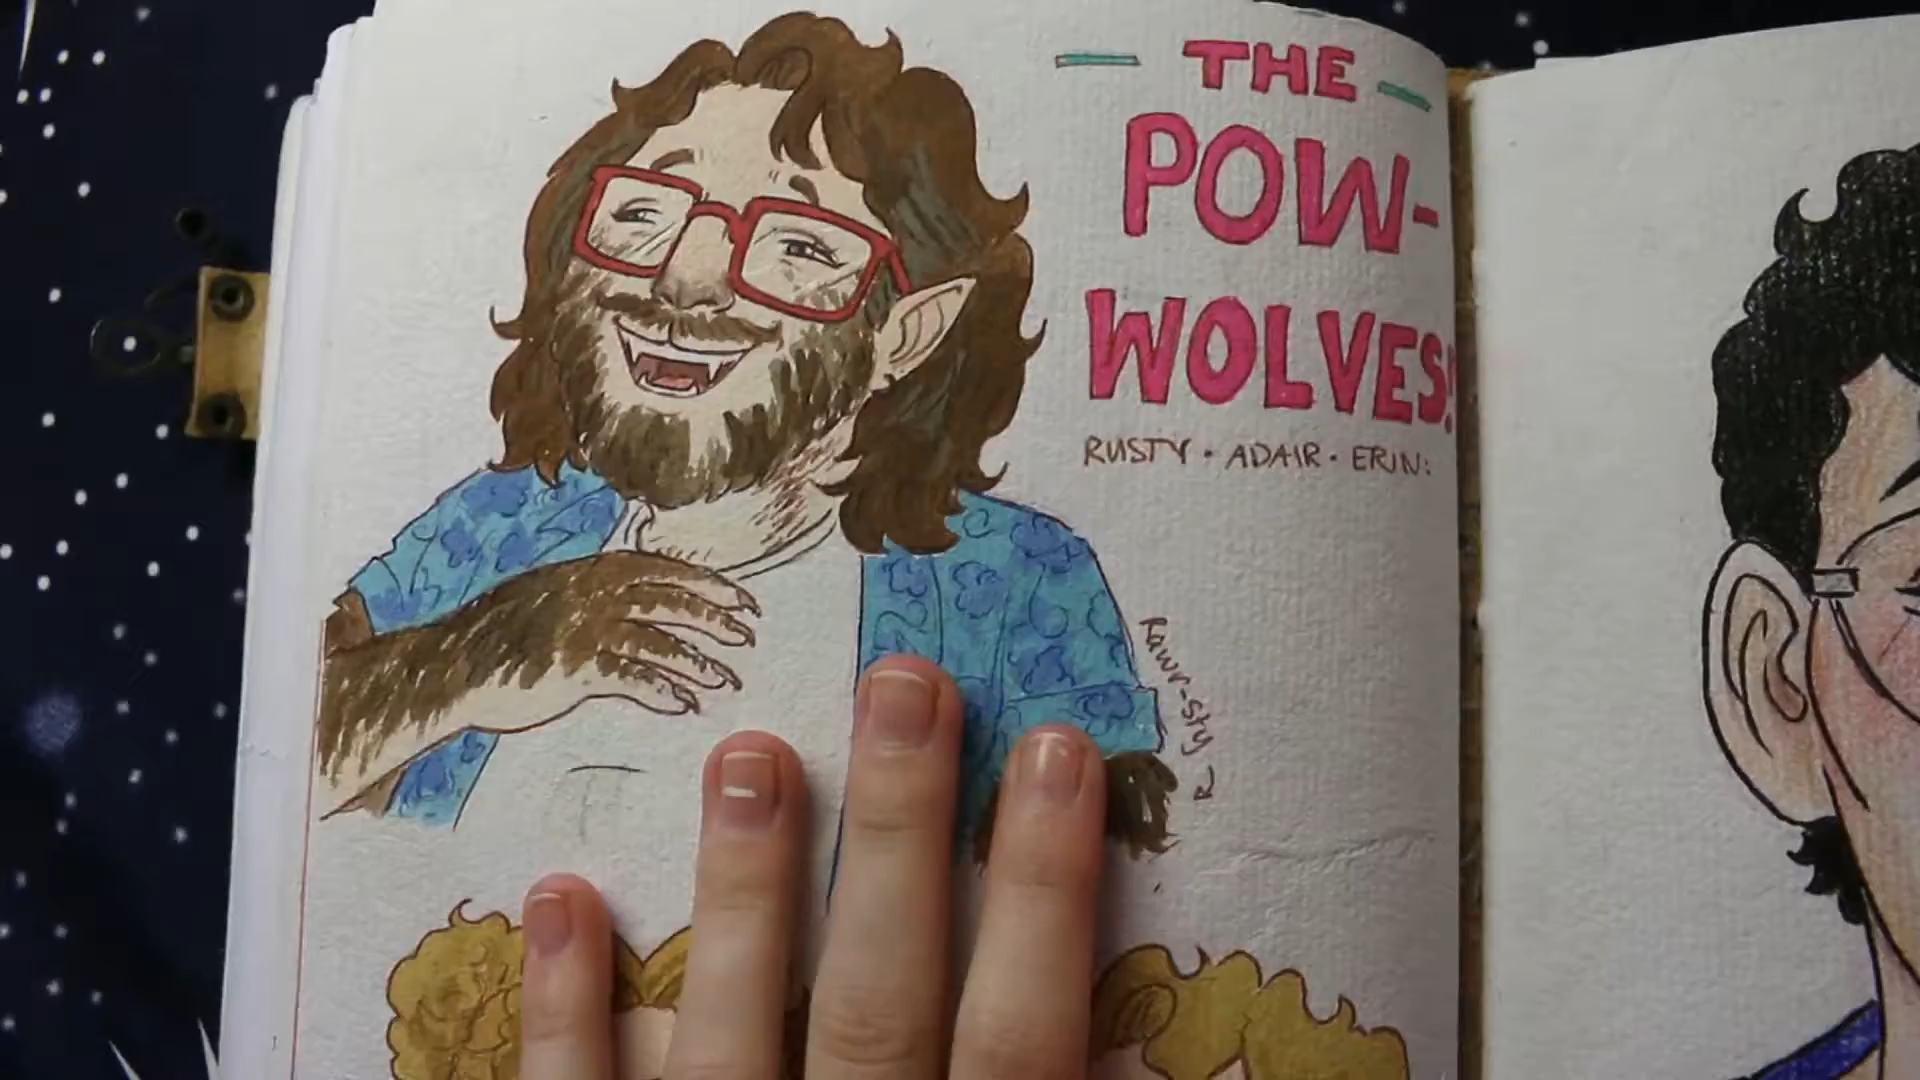 THE
POW-
WOLVES!
RUSTY · ADAIR · ERIN:
Rawr-sty